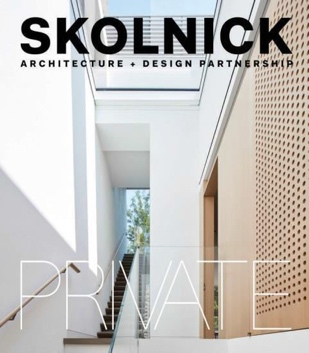 SKOLNICK
ARCHITECTURE + DESIGN PARTNERSHIP
PRIVATE